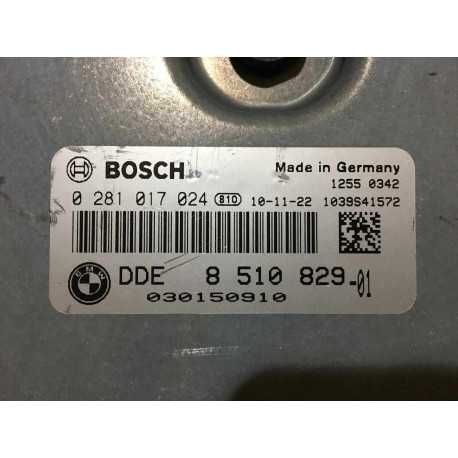 BOSCH
Made in Germany
1255 0342
0 281 017 024 810 10-11-22 1039S41572
BMW
DDE 8 510 829-01
030150910